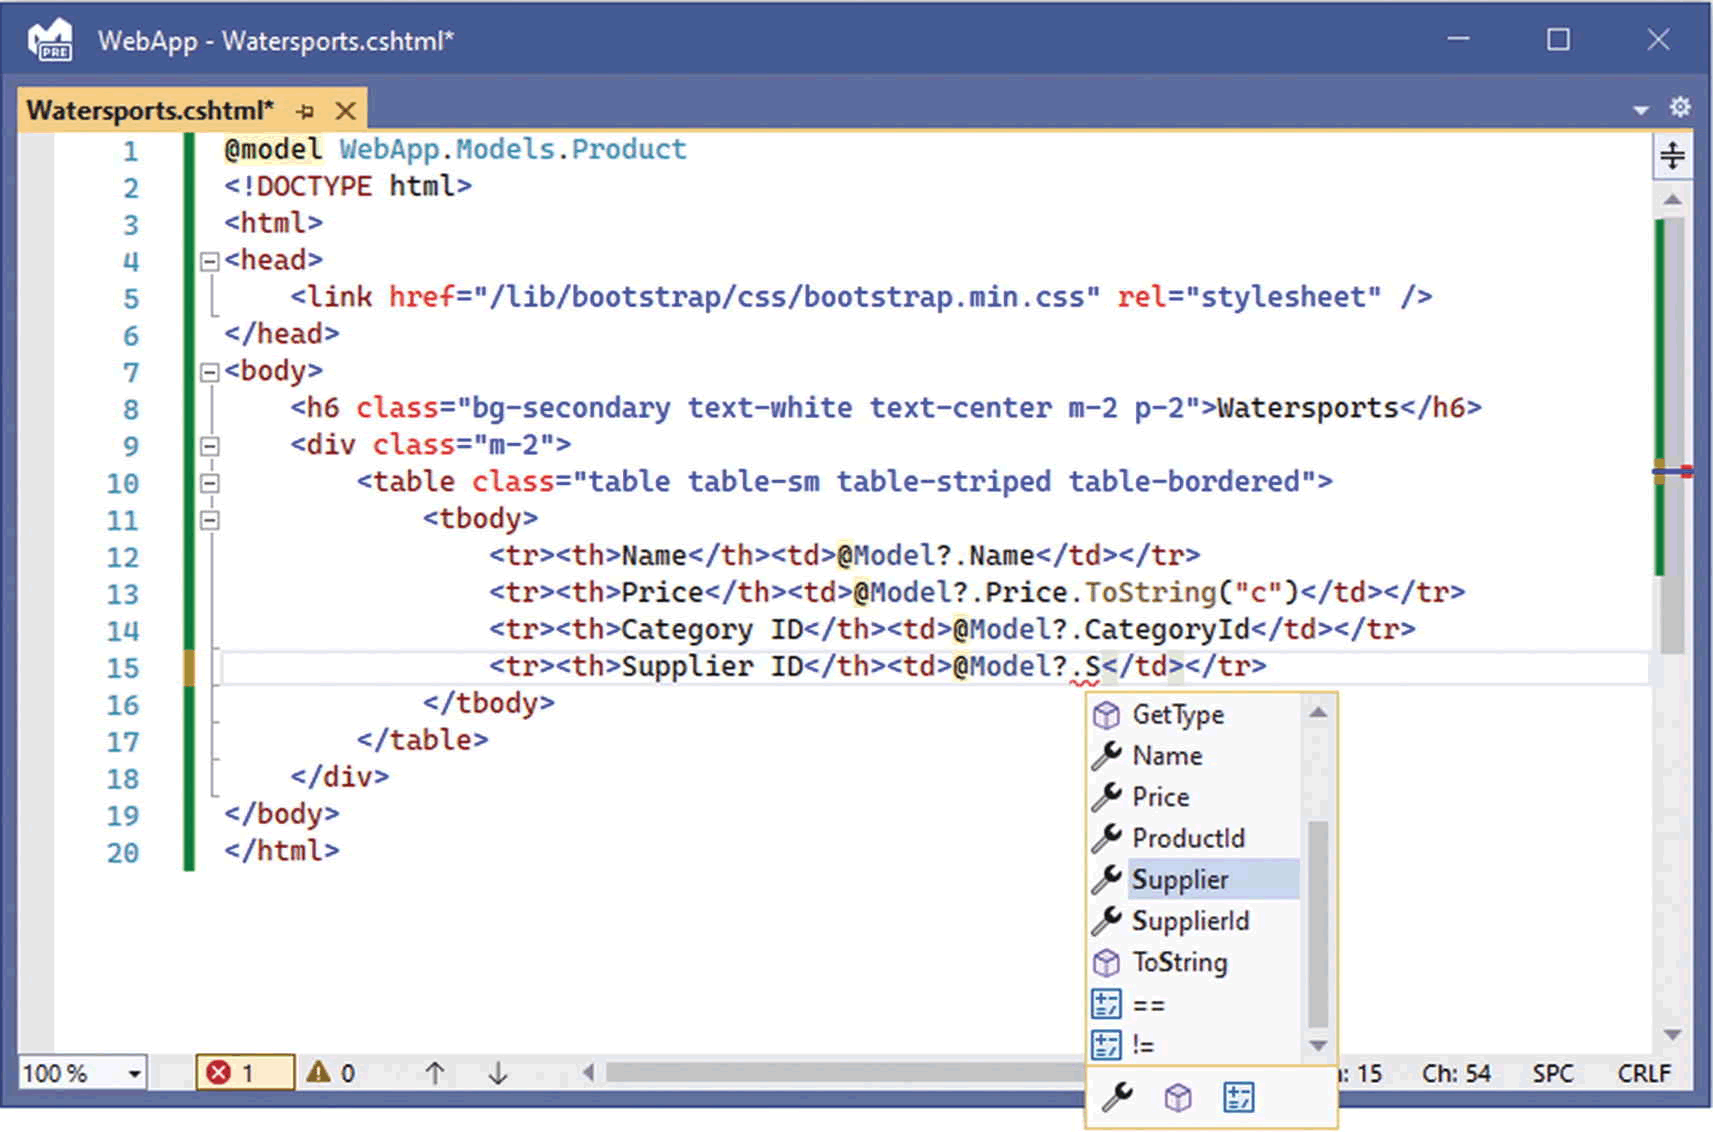 PRE
WebApp - Watersports.cshtml*
Watersports.cshtml*
1 @model WebApp.Models.Product
2 <!DOCTYPE html>
3 <html>
4 <head>
5 <link href="/lib/bootstrap/css/bootstrap.min.css" rel="stylesheet" />
6 </head>
7 <body>
8 <h6 class="bg-secondary text-white text-center m-2 p-2">Watersports</h6>
9 <div class="m-2">
10 <table class="table table-sm table-striped table-bordered">
11 <tbody>
12 <tr><th>Name</th><td>@Model?.Name</td></tr>
13 <tr><th>Price</th><td>@Model?.Price.ToString("c")</td></tr>
14 <tr><th>Category ID</th><td>@Model?.CategoryId</td></tr>
15 <tr><th>Supplier ID</th><td>@Model?.S</td></tr>
16 </tbody>
17 </table>
18 </div>
19 </body>
20 </html>
GetType
Name
Price
ProductId
Supplier
SupplierId
ToString
==
!=
100 % 1 0 : 15 Ch: 54 SPC CRLF